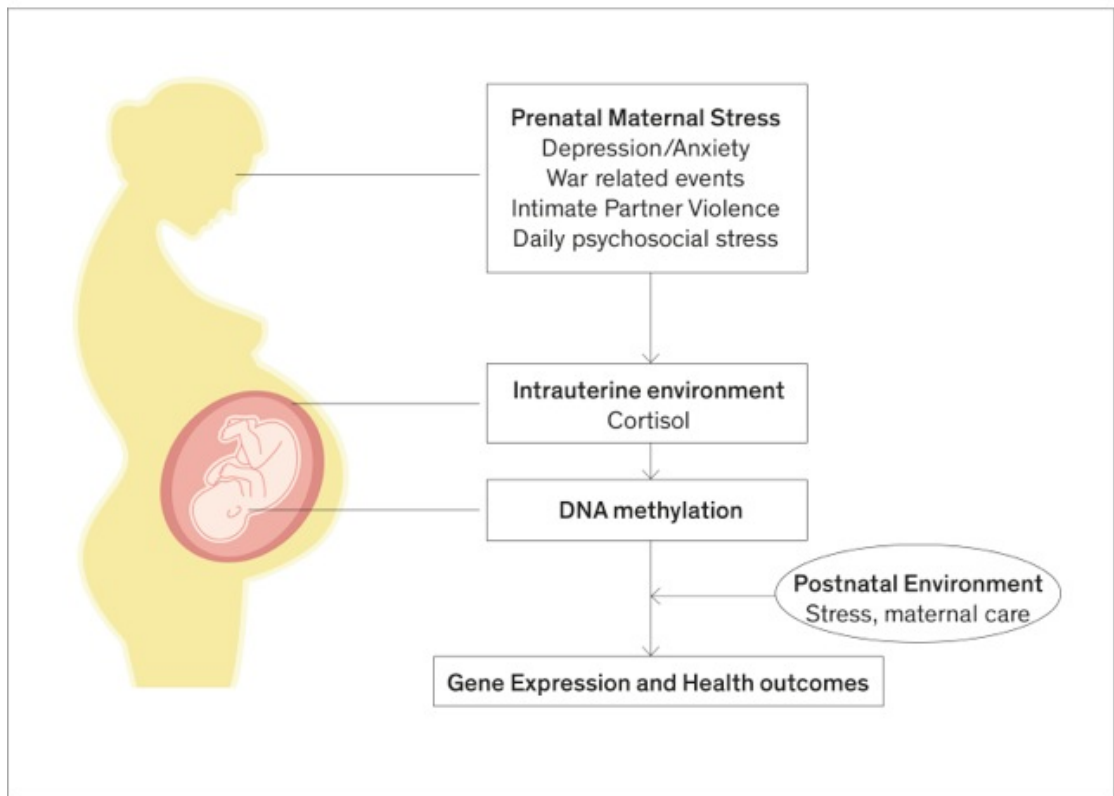 Prenatal Maternal Stress
Depression/Anxiety
War related events
Intimate Partner Violence
Daily psychosocial stress
Intrauterine environment
Cortisol
DNA methylation
Postnatal Environment
Stress, maternal care
Gene Expression and Health outcomes